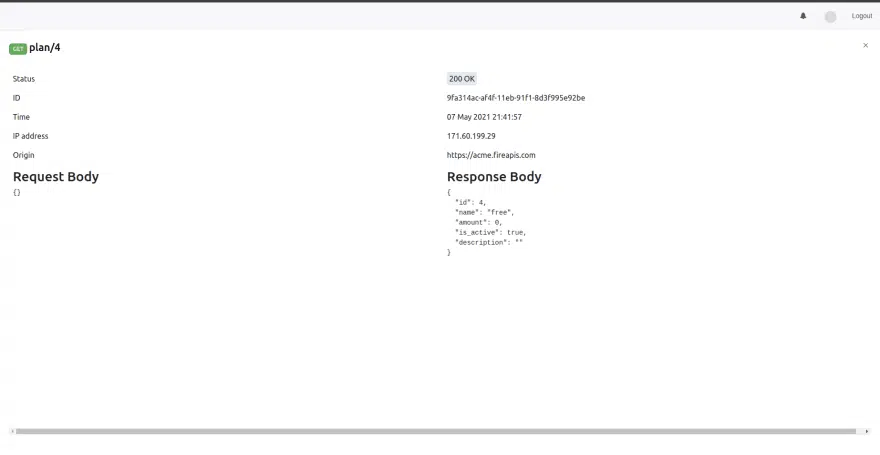 Logout
GET plan/4
Status 200 OK
ID 9fa314ac-af4f-11eb-91f1-8d3f995e92be
Time 07 May 2021 21:41:57
IP address 171.60.199.29
Origin https://acme.fireapis.com
Request Body
{}
Response Body
{
"id": 4,
"name": "free",
"amount": 0,
"is_active": true,
"description": ""
}